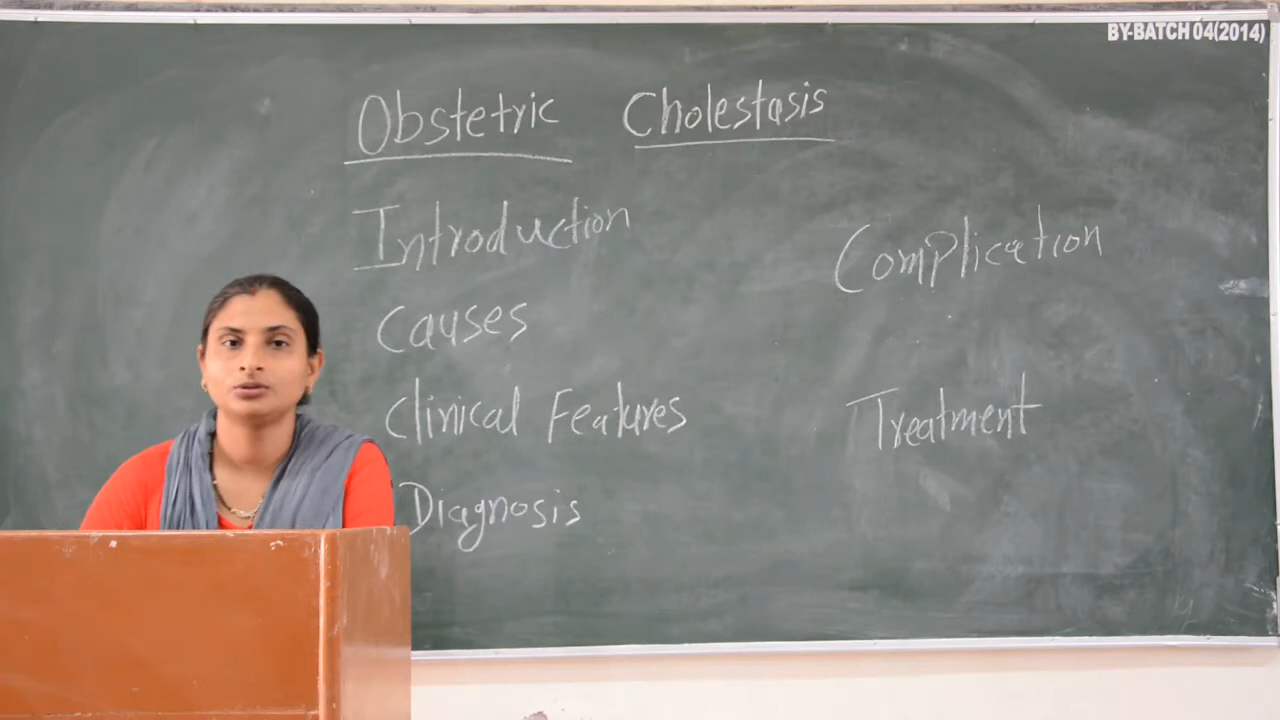 BY-BATCH 04(2014)
Obstetric Cholestasis
Introduction
Causes
Clinical Features
Diagnosis
Complication
Treatment